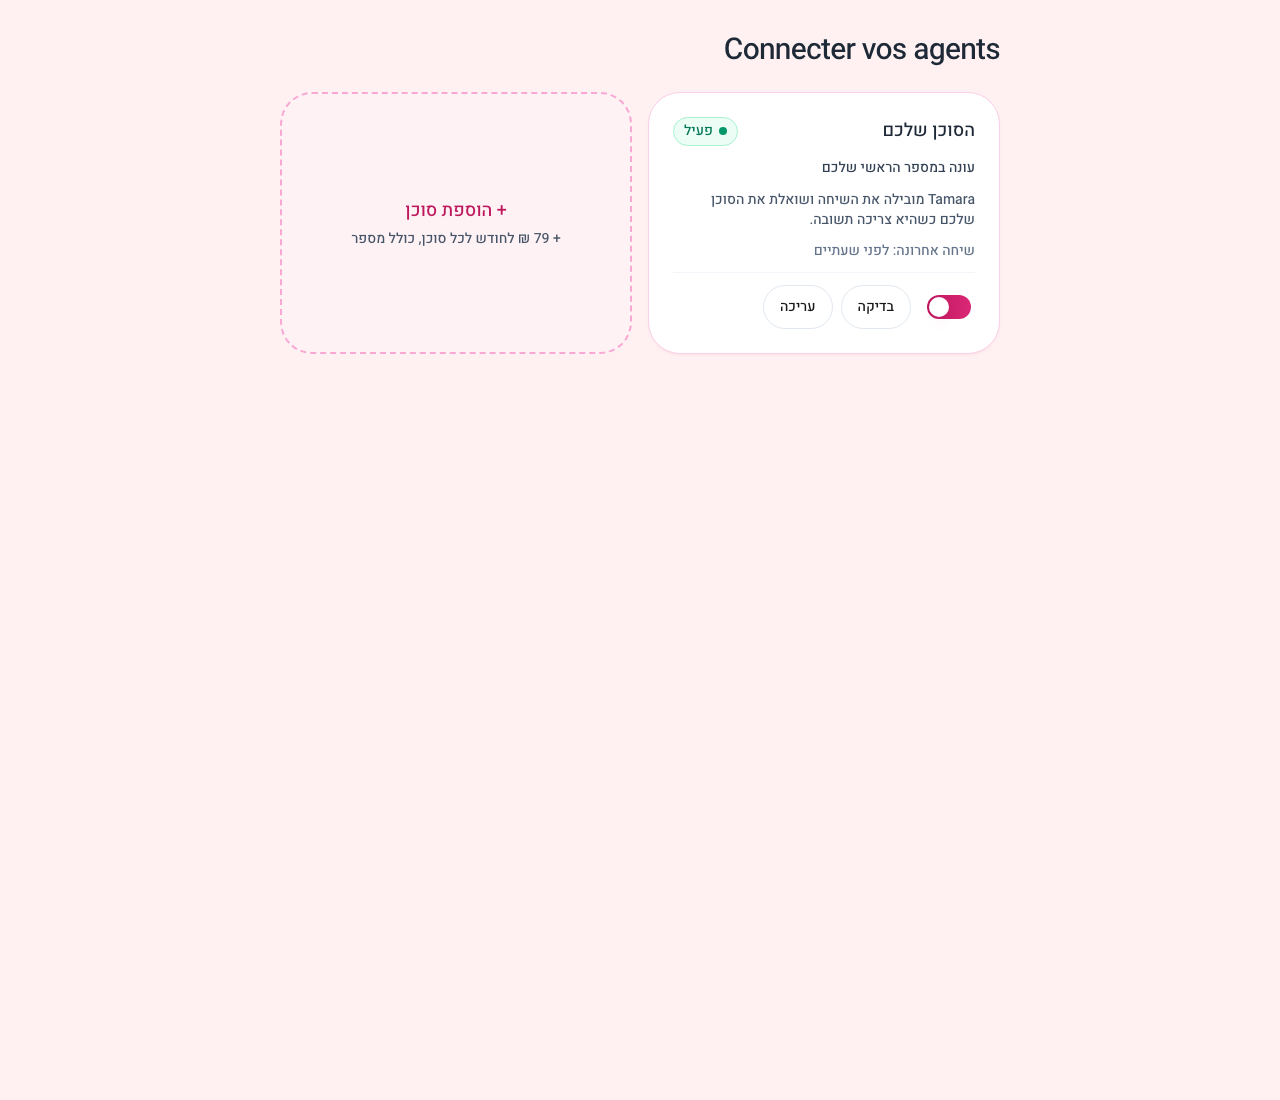 Connecter vos agents
הסוכן שלכם
פעיל
עונה במספר הראשי שלכם
Tamara מובילה את השיחה ושואלת את הסוכן
שלכם כשהיא צריכה תשובה.
שיחה אחרונה: לפני שעתיים
בדיקה
עריכה
+ הוספת סוכן
+ 79 ₪ לחודש לכל סוכן, כולל מספר